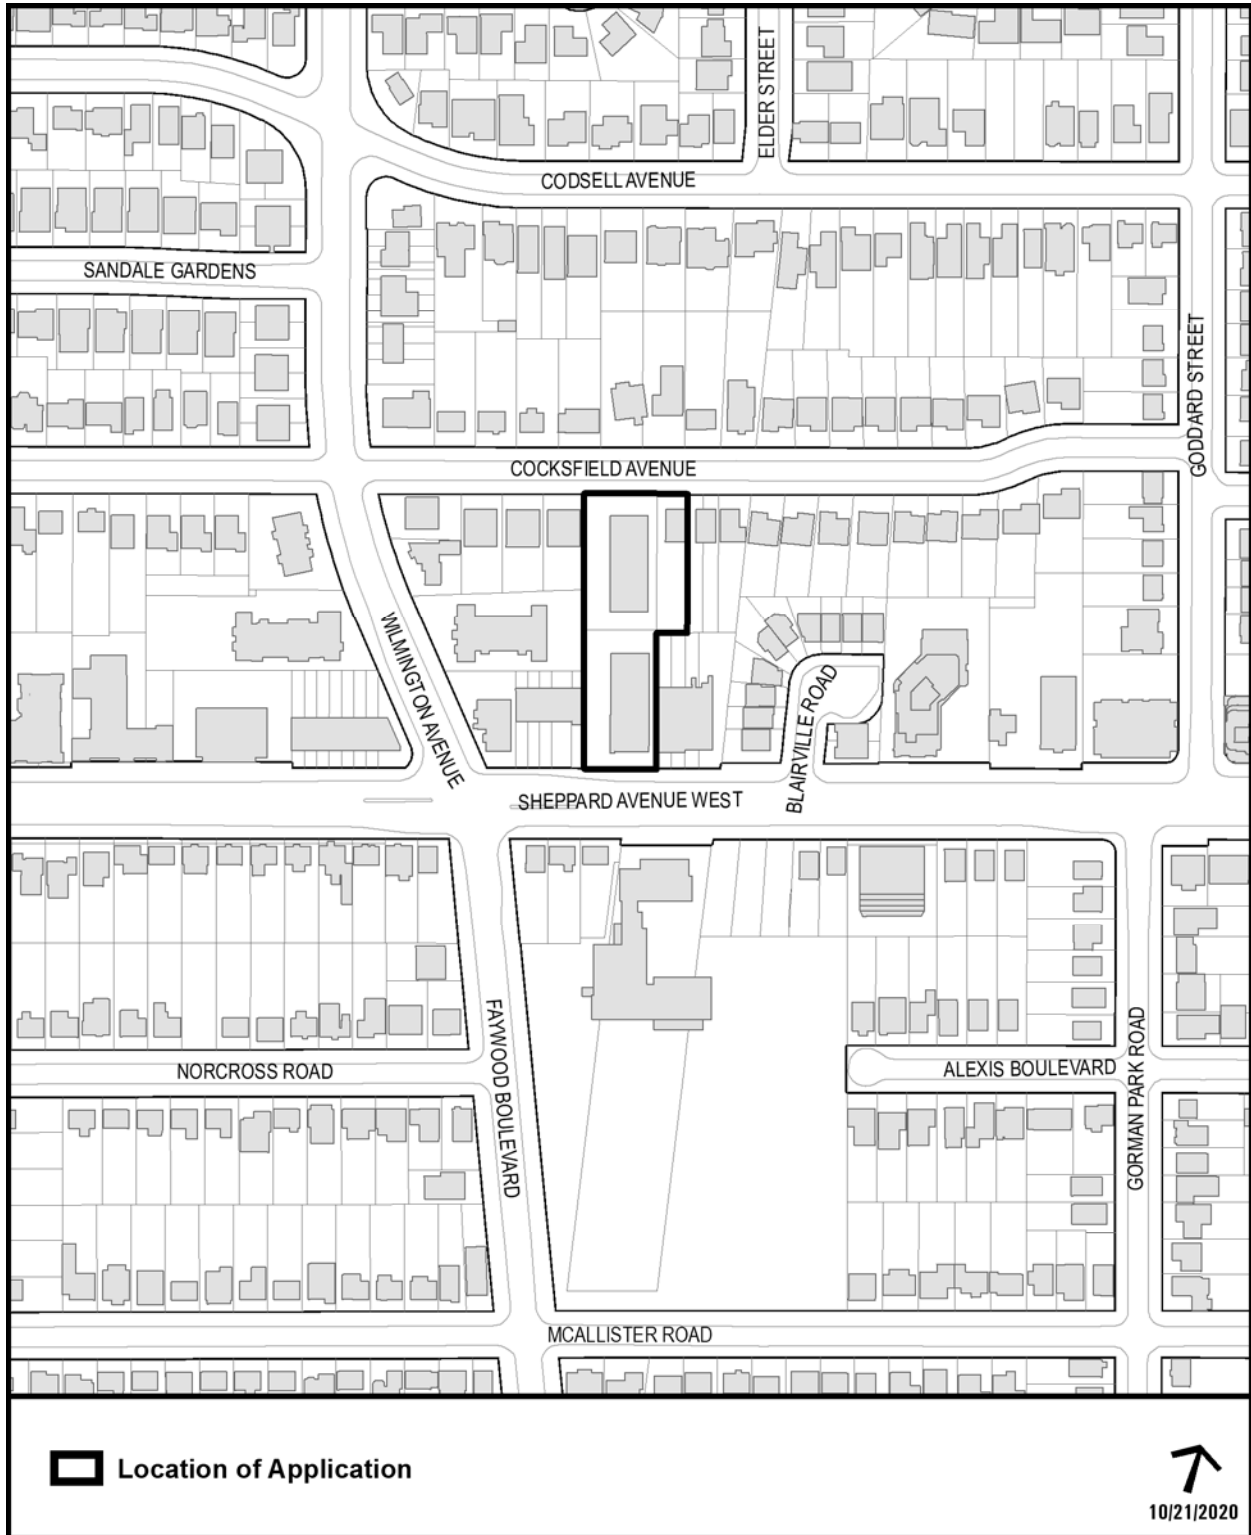 ELDER STREET
CODSELL AVENUE
SANDALE GARDENS
GODDARD STREET
COCKSFIELD AVENUE
WILMINGTON AVENUE
BLAIRVILLE ROAD
SHEPPARD AVENUE WEST
FAYWOOD BOULEVARD
NORCROSS ROAD
ALEXIS BOULEVARD
GORMAN PARK ROAD
MCALLISTER ROAD
Location of Application
10/21/2020